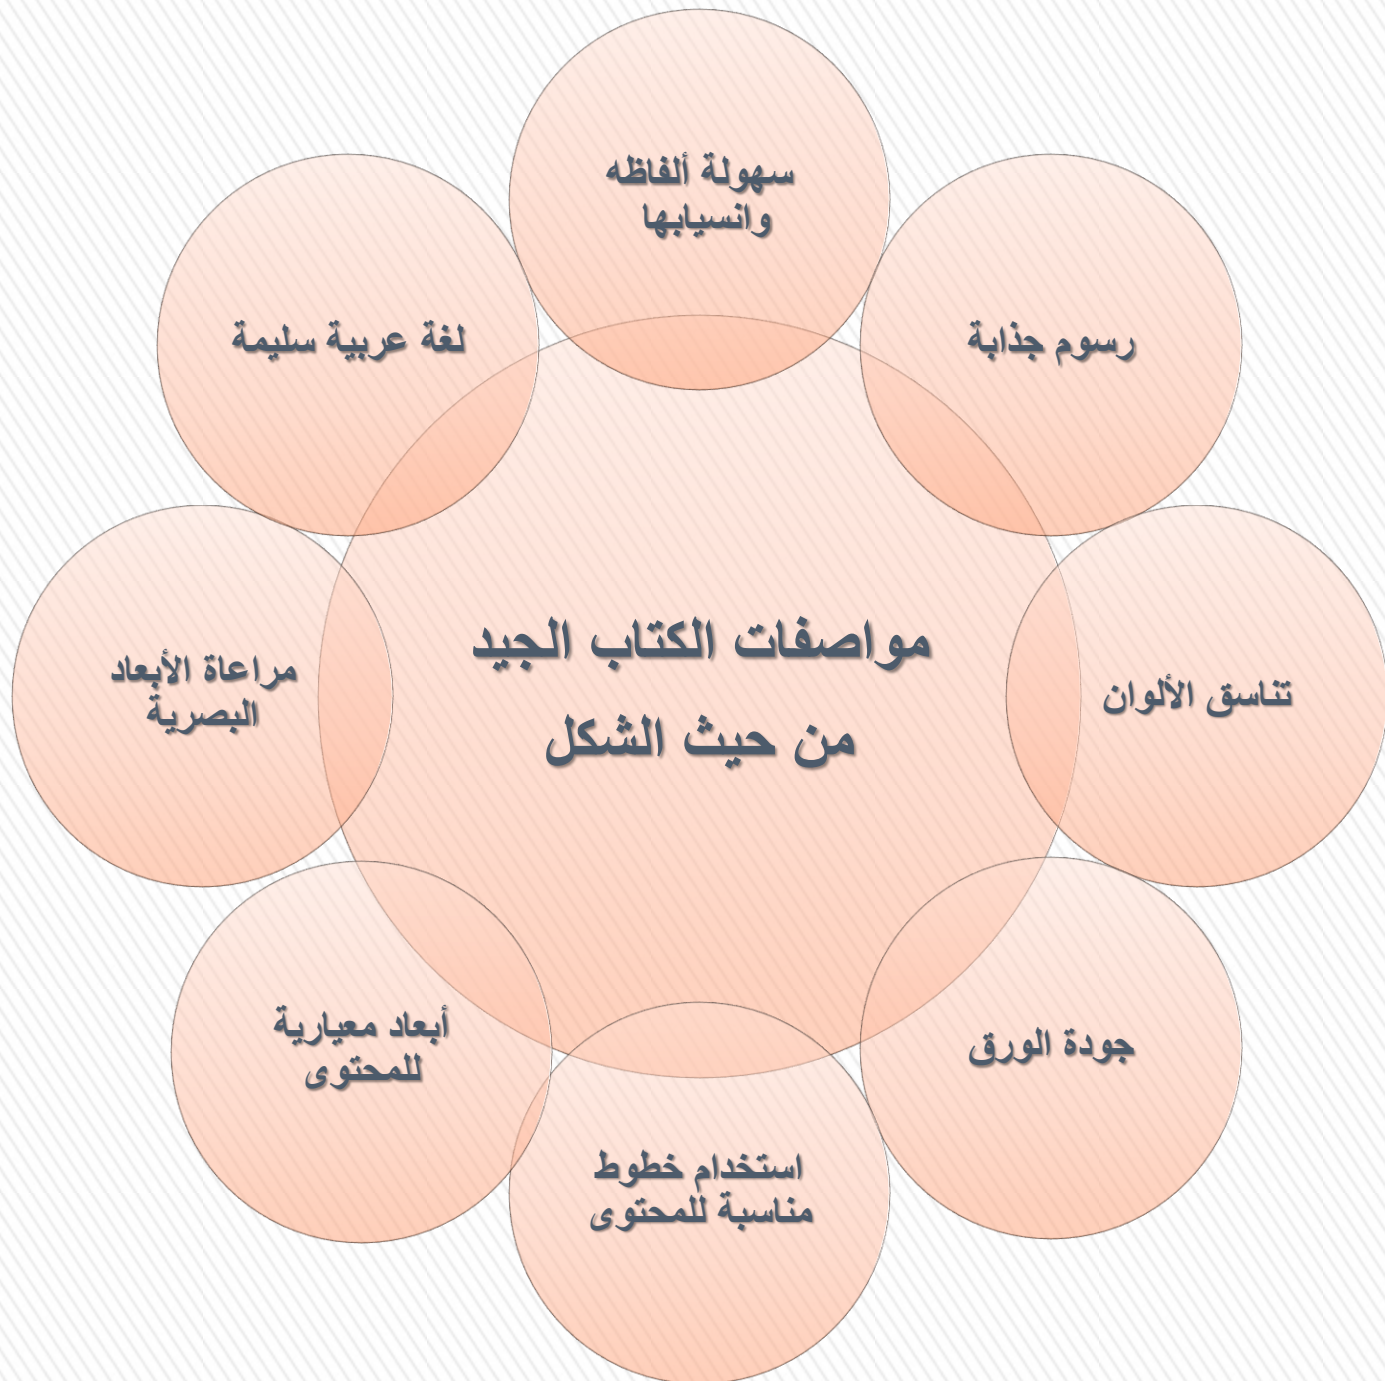 مواصفات الكتاب الجيد
من حيث الشكل
سهولة ألفاظه
وانسيابها
رسوم جذابة
تناسق الألوان
جودة الورق
استخدام خطوط
مناسبة للمحتوى
أبعاد معيارية
للمحتوى
مراعاة الأبعاد
البصرية
لغة عربية سليمة